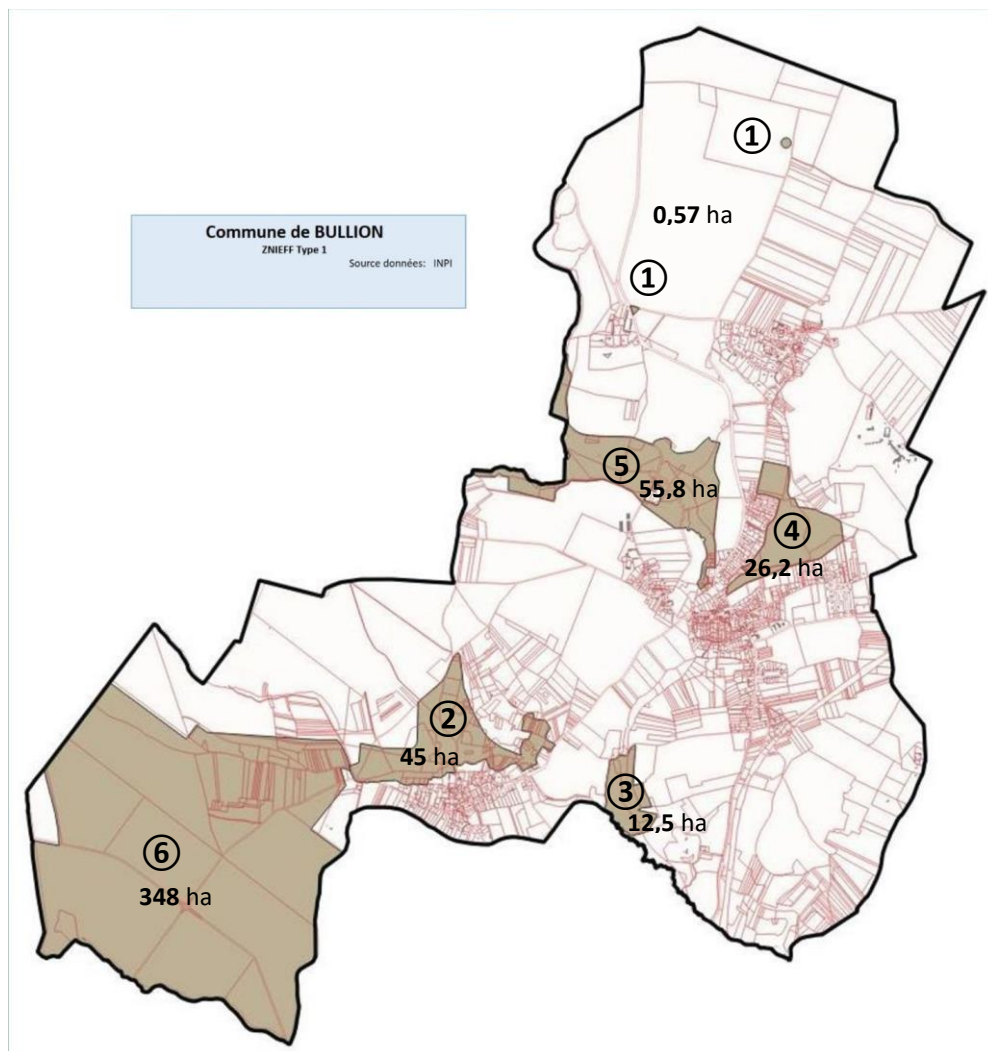 ①
0,57 ha
Commune de BULLION
ZNIEFF Type 1
Source données: INPI
①
⑤
55,8 ha
④
26,2 ha
②
45 ha
③
12,5 ha
⑥
348 ha